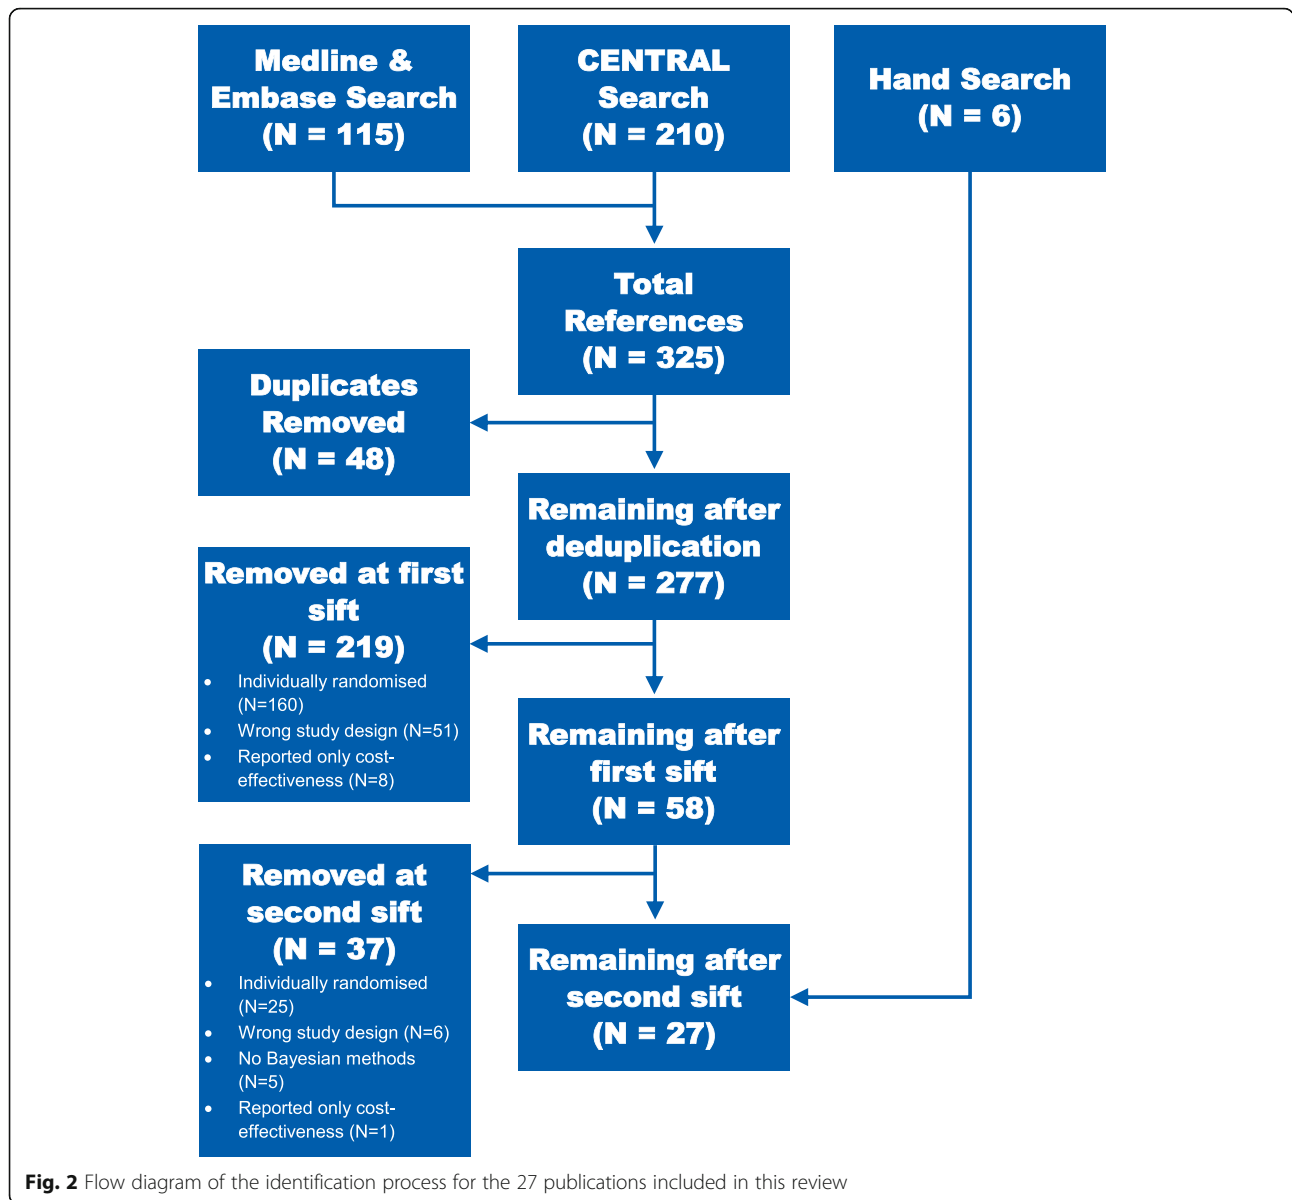 Medline &
Embase Search
(N = 115)
CENTRAL
Search
(N = 210)
Hand Search
(N = 6)
Total
References
(N = 325)
Duplicates
Removed
(N = 48)
Remaining after
deduplication
(N = 277)
Removed at first
sift
(N = 219)
• Individually randomised
(N=160)
• Wrong study design (N=51)
• Reported only cost-
effectiveness (N=8)
Remaining after
first sift
(N = 58)
Removed at
second sift
(N = 37)
• Individually randomised
(N=25)
• Wrong study design (N=6)
• No Bayesian methods
(N=5)
• Reported only cost-
effectiveness (N=1)
Remaining after
second sift
(N = 27)
Fig. 2 Flow diagram of the identification process for the 27 publications included in this review